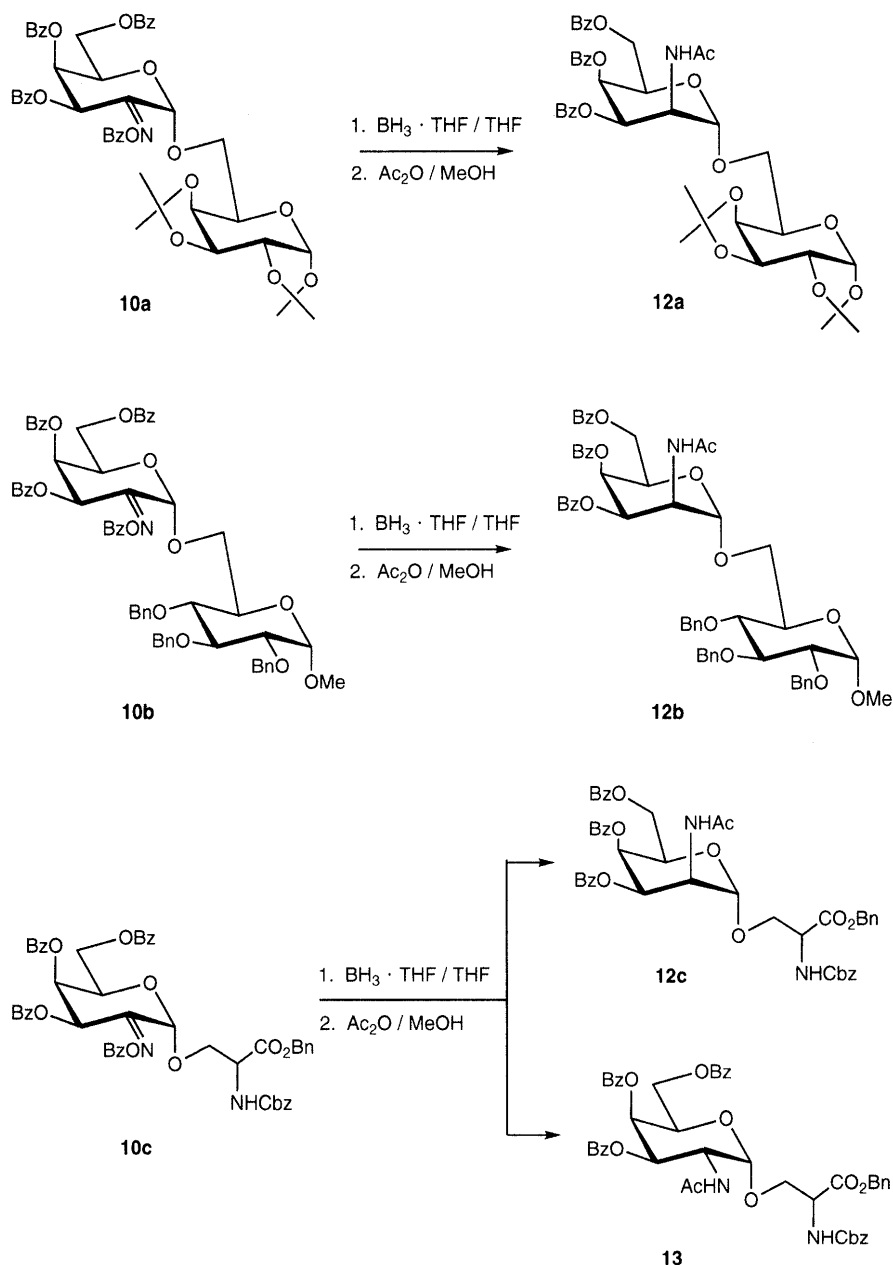 BzO OBz
O
BzO
BzON
O
O
O
O
O
O
10a
1. BH3 · THF / THF
2. Ac2O / MeOH
BzO NHAc
BzO
O
BzO
O
O
O
O
O
O
12a
BzO OBz
O
BzO
BzON
O
BnO
O
BnO
BnO
OMe
10b
1. BH3 · THF / THF
2. Ac2O / MeOH
BzO NHAc
BzO
O
BzO
O
BnO
O
BnO
BnO
OMe
12b
BzO OBz
O
BzO
BzON
O
CO2Bn
NHCbz
10c
1. BH3 · THF / THF
2. Ac2O / MeOH
BzO NHAc
BzO
O
BzO
O
CO2Bn
NHCbz
12c
BzO OBz
O
BzO
AcHN
O
CO2Bn
NHCbz
13